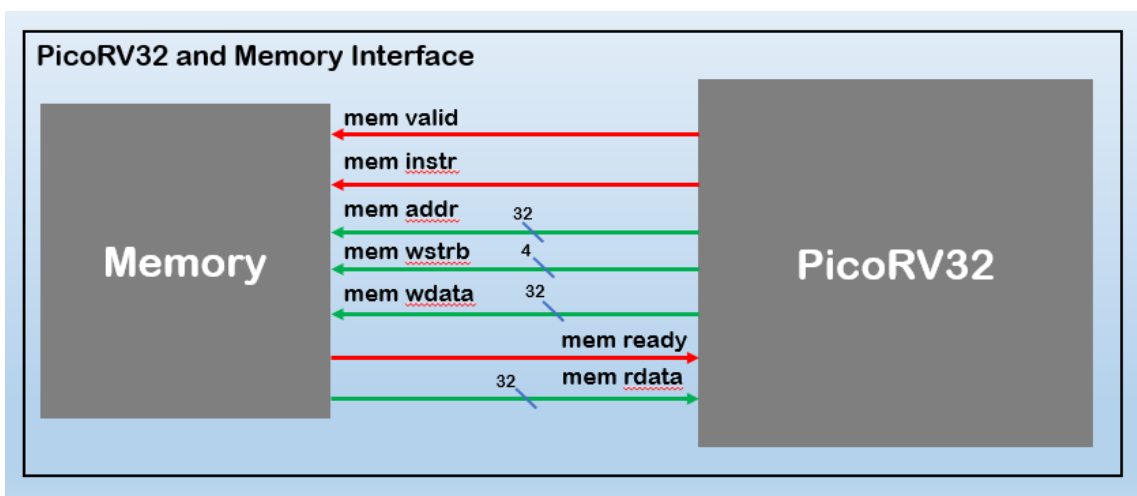 PicoRV32 and Memory Interface
mem valid
mem instr
mem addr
32
mem wstrb
4
mem wdata
32
Memory
PicoRV32
mem ready
mem rdata
32